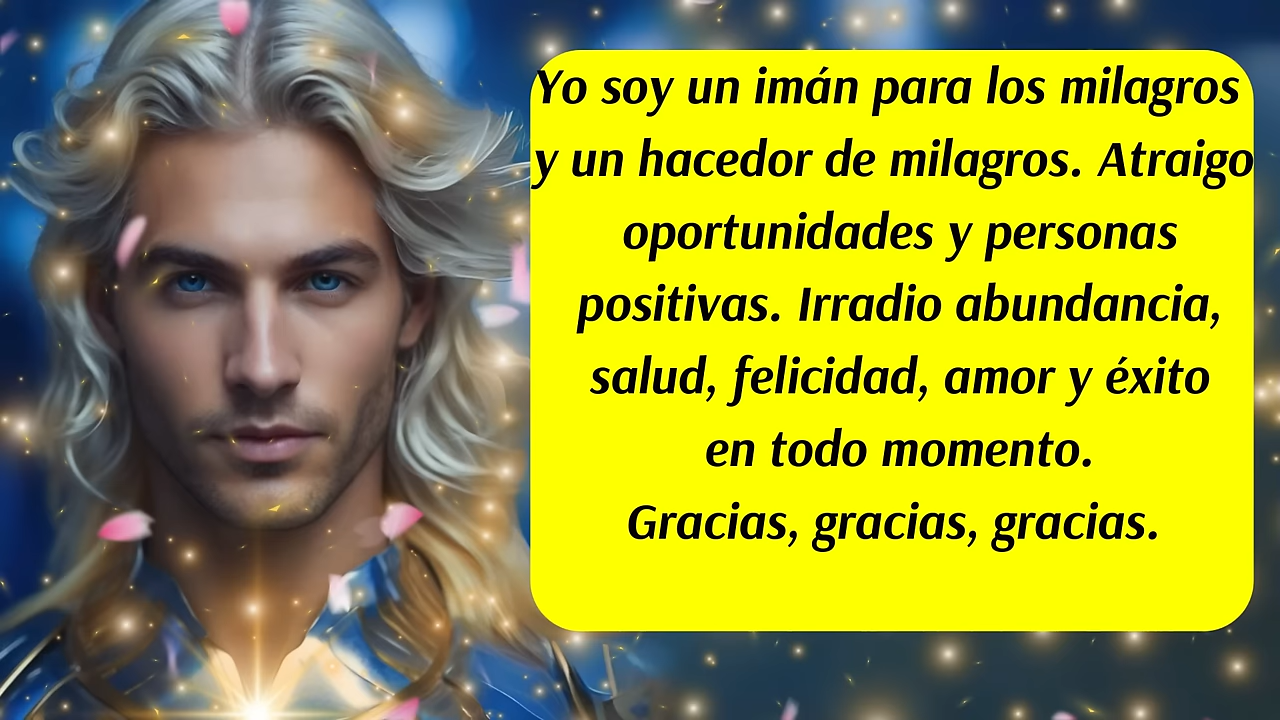 Yo soy un imán para los milagros
y un hacedor de milagros. Atraigo
oportunidades y personas
positivas. Irradio abundancia,
salud, felicidad, amor y éxito
en todo momento.
Gracias, gracias, gracias.